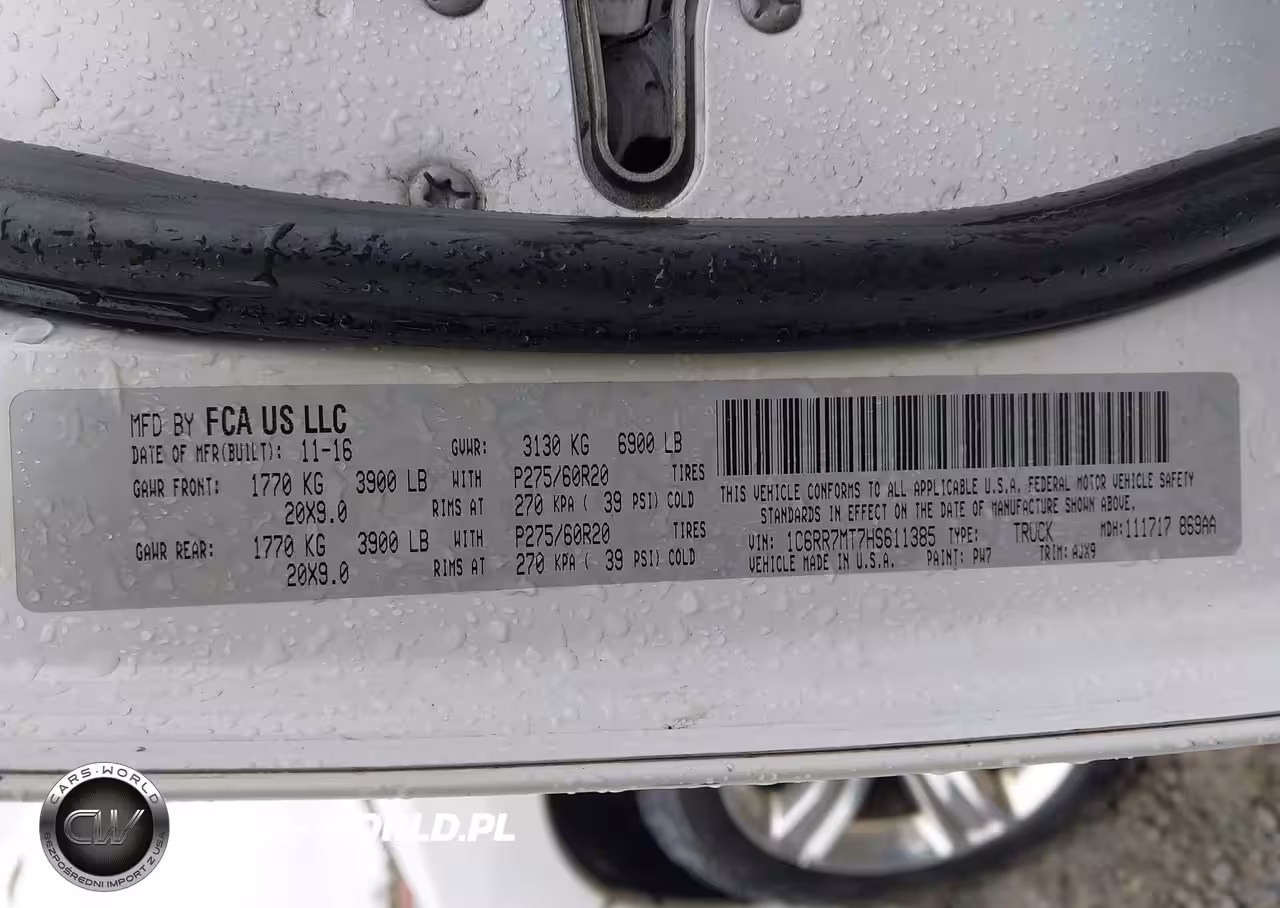 MFD BY FCA US LLC
DATE OF MFR(BUILT): 11-16 GVWR: 3130 KG 6900 LB
GAWR FRONT: 1770 KG 3900 LB WITH P275/60R20 TIRES
20X9.0 RIMS AT 270 KPA ( 39 PSI) COLD
GAWR REAR: 1770 KG 3900 LB WITH P275/60R20 TIRES
20X9.0 RIMS AT 270 KPA ( 39 PSI) COLD
THIS VEHICLE CONFORMS TO ALL APPLICABLE U.S.A. FEDERAL MOTOR VEHICLE SAFETY
STANDARDS IN EFFECT ON THE DATE OF MANUFACTURE SHOWN ABOVE.
VIN: 1C6RR7MT7HS611385 TYPE: TRUCK MDH:111717 869AA
VEHICLE MADE IN U.S.A. PAINT: PW7 TRIM:AJX9
CARS-WORLD
CW
BEZPOŚREDNI IMPORT Z USA
-WORLD.PL